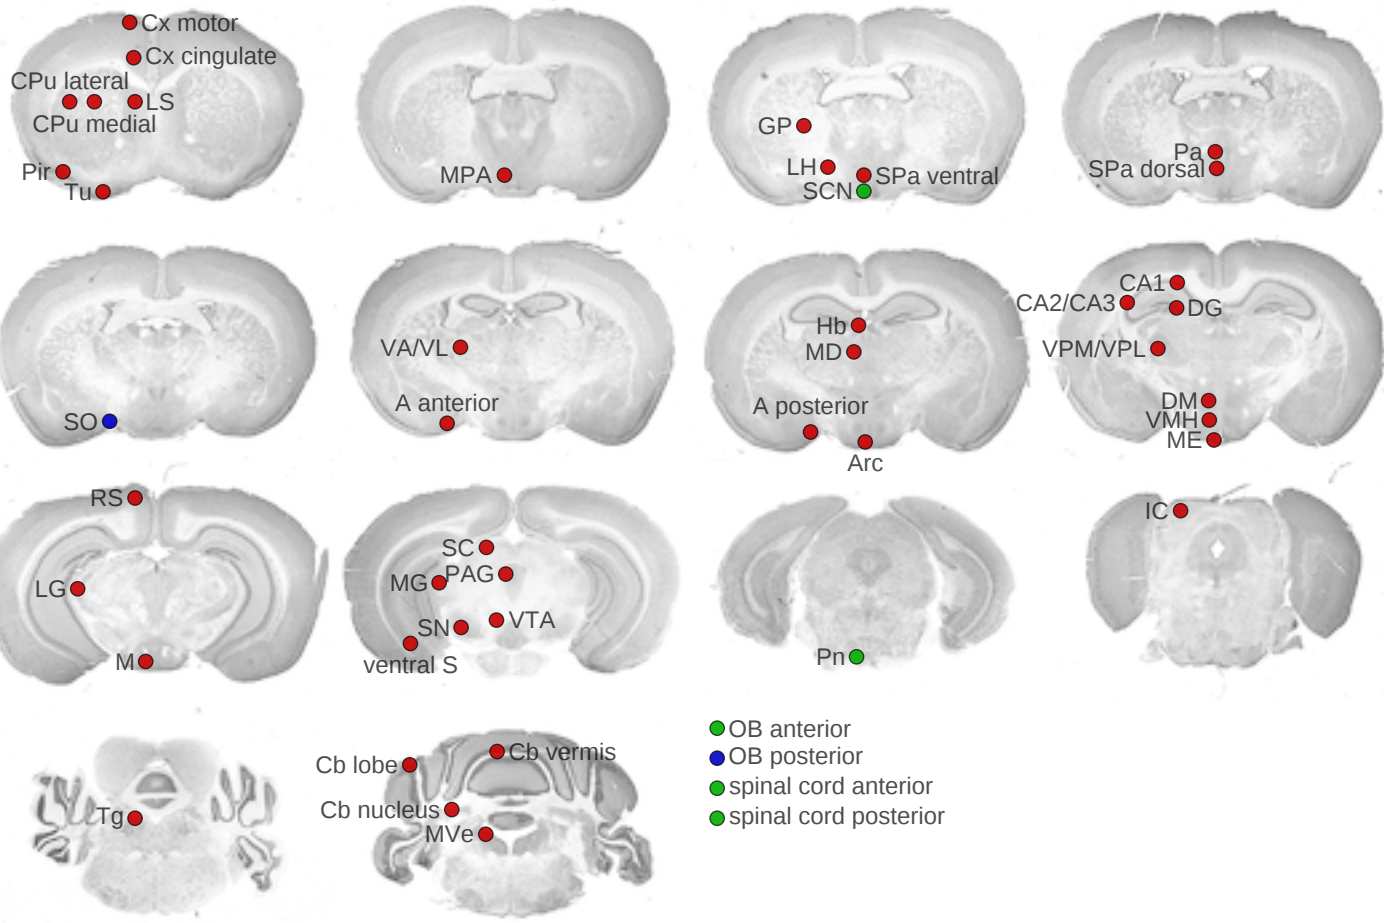 Cx motor
Cx cingulate
CPu lateral
LS
CPu medial
Pir
Tu
MPA
GP
LH
SPa ventral
SCN
Pa
SPa dorsal
SO
VA/VL
A anterior
Hb
MD
A posterior
Arc
CA1
CA2/CA3
DG
VPM/VPL
DM
VMH
ME
RS
LG
M
SC
MG
PAG
SN
VTA
ventral S
Pn
IC
Tg
Cb lobe
Cb vermis
Cb nucleus
MVe
OB anterior
OB posterior
spinal cord anterior
spinal cord posterior